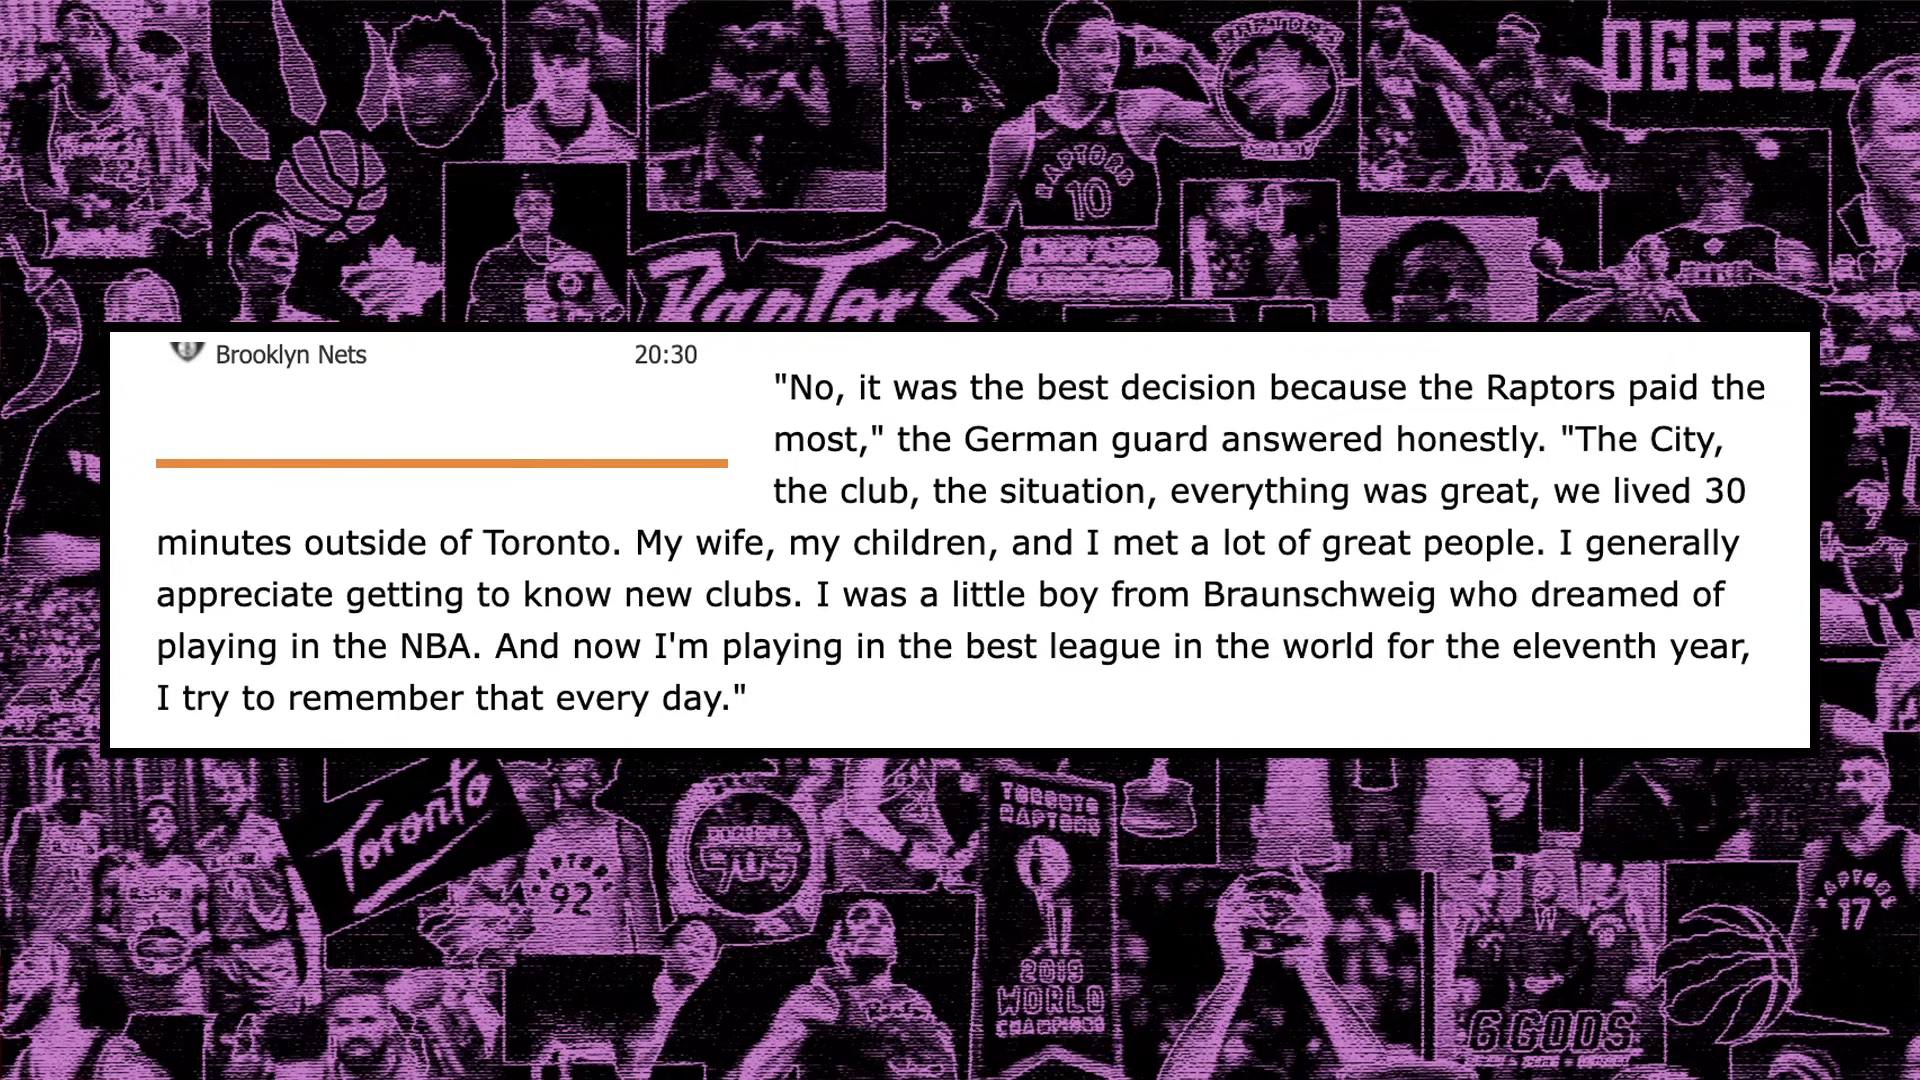 DGEEEZ
RAPTORS
10
Raptors
Brooklyn Nets 20:30
"No, it was the best decision because the Raptors paid the
most," the German guard answered honestly. "The City,
the club, the situation, everything was great, we lived 30
minutes outside of Toronto. My wife, my children, and I met a lot of great people. I generally
appreciate getting to know new clubs. I was a little boy from Braunschweig who dreamed of
playing in the NBA. And now I'm playing in the best league in the world for the eleventh year,
I try to remember that every day."
Toronto
92
TORONTO
RAPTORS
2019
WORLD
CHAMPIONS
17
6GODS